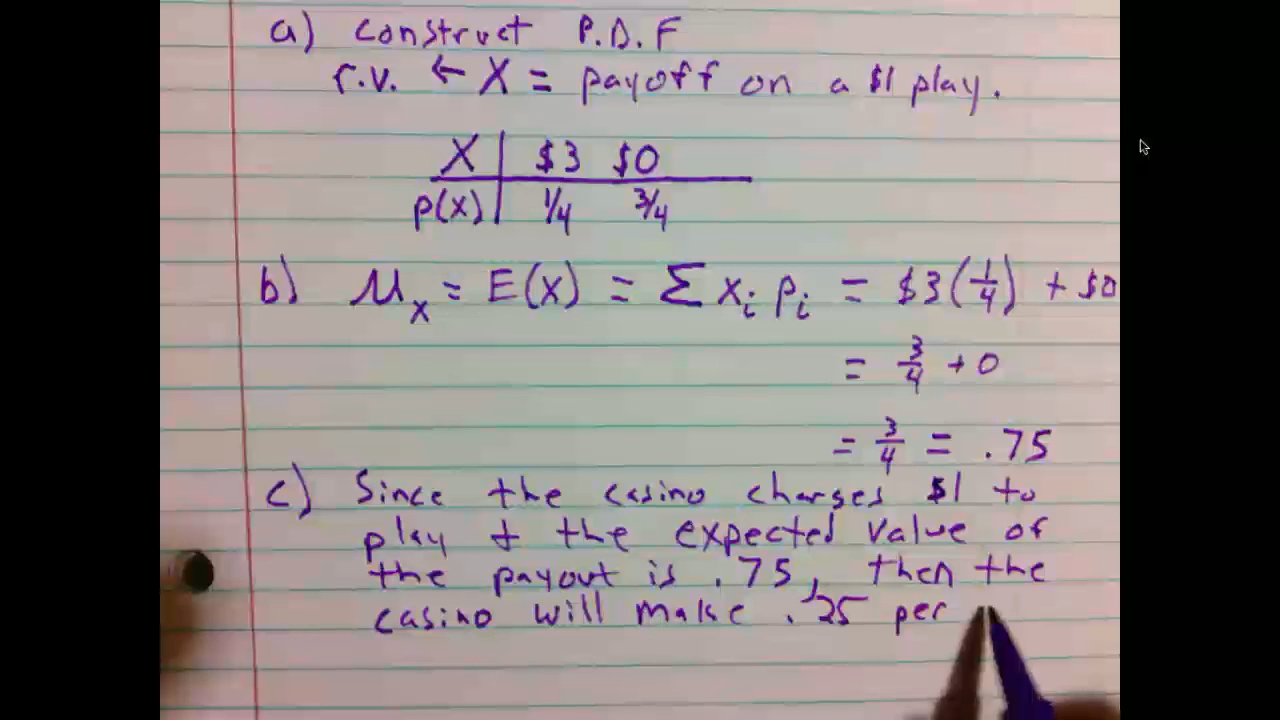 a) construct P.D.F
r.v. ← X = payoff on a $1 play.
X | $3 $0
p(x) | 1/4 3/4
b) μx = E(x) = Σ xi pi = $3(1/4) + $0
= 3/4 + 0
= 3/4 = .75
c) Since the casino charges $1 to
play + the expected value of
the payout is .75, then the
casino will make .25 per